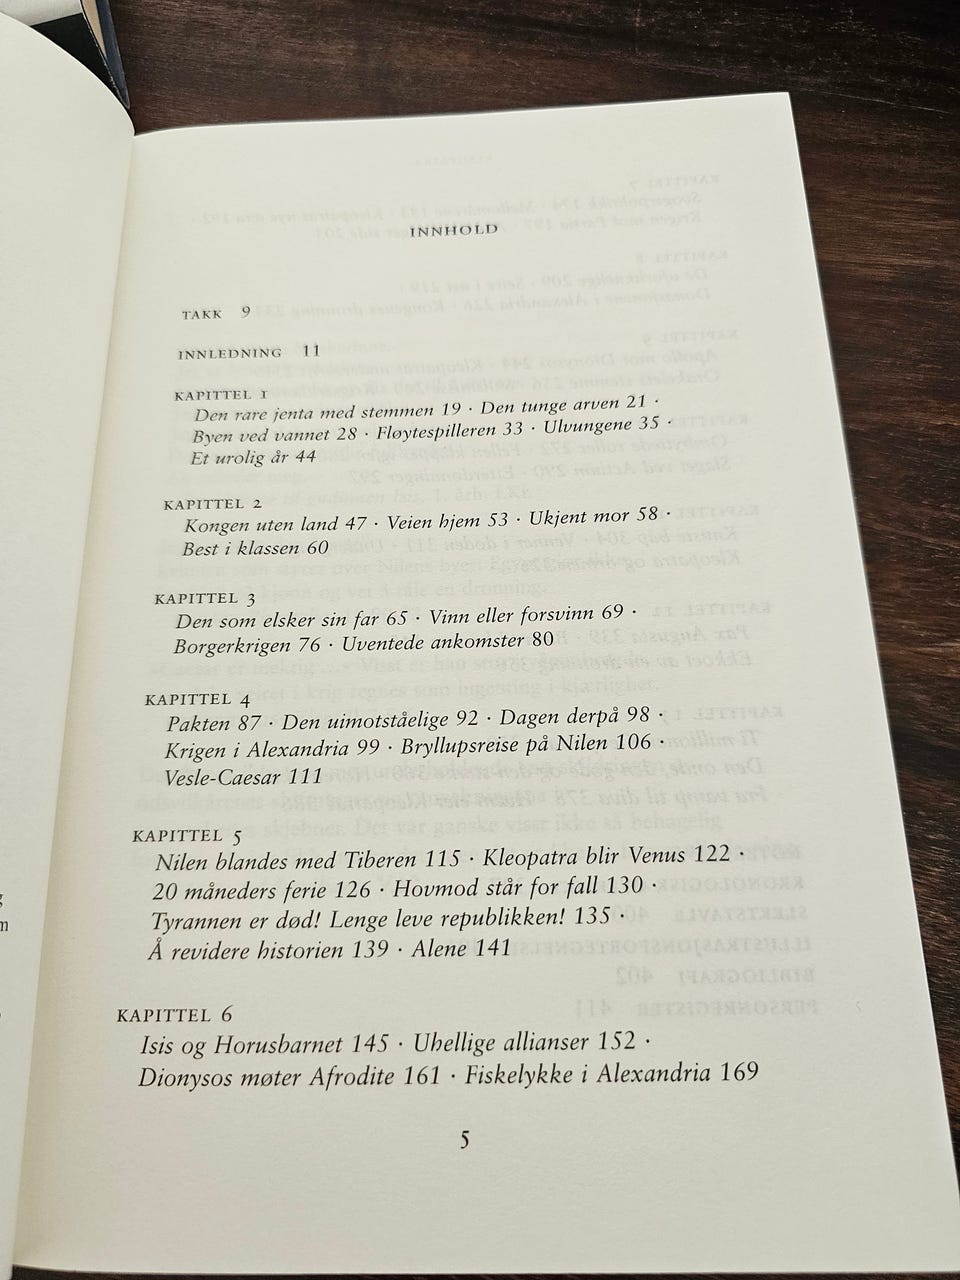 INNHOLD
TAKK 9
INNLEDNING 11
KAPITTEL 1
Den rare jenta med stemmen 19 · Den tunge arven 21 ·
Byen ved vannet 28 · Fløytespilleren 33 · Ulvungene 35 ·
Et urolig år 44
KAPITTEL 2
Kongen uten land 47 · Veien hjem 53 · Ukjent mor 58 ·
Best i klassen 60
KAPITTEL 3
Den som elsker sin far 65 · Vinn eller forsvinn 69 ·
Borgerkrigen 76 · Uventede ankomster 80
KAPITTEL 4
Pakten 87 · Den uimotståelige 92 · Dagen derpå 98 ·
Krigen i Alexandria 99 · Bryllupsreise på Nilen 106 ·
Vesle-Caesar 111
KAPITTEL 5
Nilen blandes med Tiberen 115 · Kleopatra blir Venus 122 ·
20 måneders ferie 126 · Hovmod står for fall 130 ·
Tyrannen er død! Lenge leve republikken! 135 ·
Å revidere historien 139 · Alene 141
KAPITTEL 6
Isis og Horusbarnet 145 · Uhellige allianser 152 ·
Dionysos møter Afrodite 161 · Fiskelykke i Alexandria 169
5